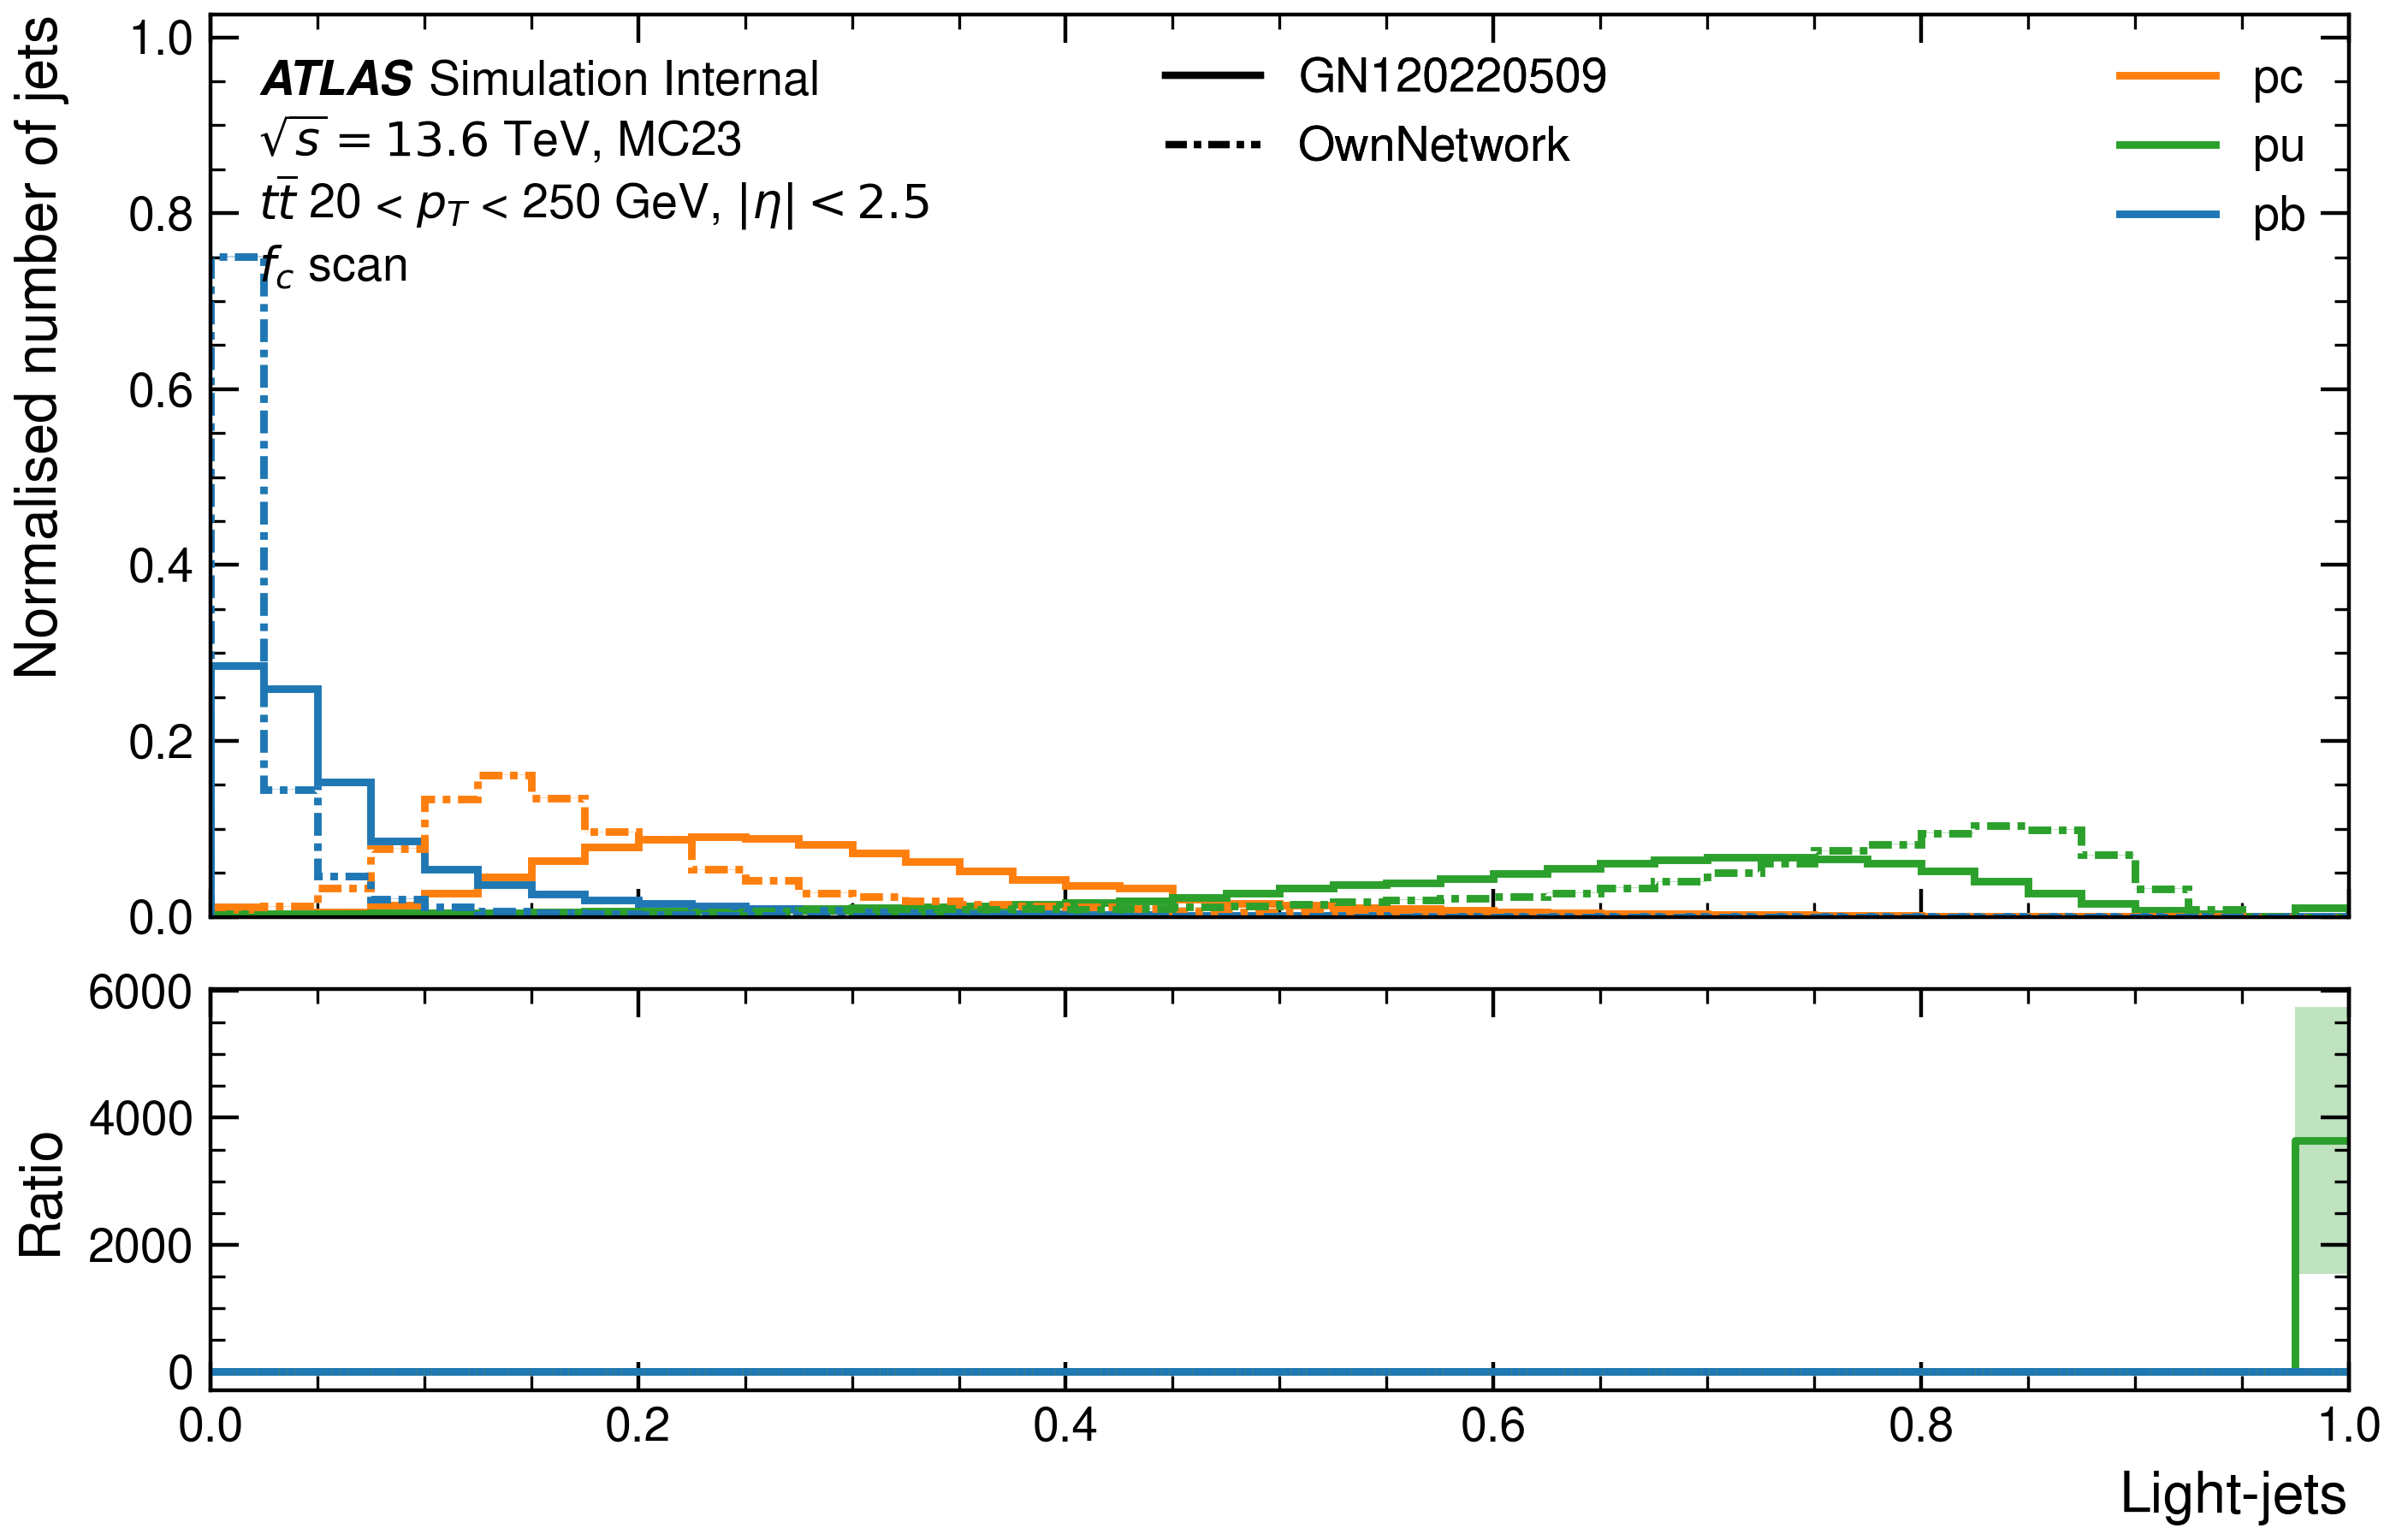 Normalised number of jets
1.0
0.8
0.6
0.4
0.2
0.0
ATLAS Simulation Internal
√s = 13.6 TeV, MC23
tt̄ 20 < p_T < 250 GeV, |η| < 2.5
f_c scan
GN120220509
OwnNetwork
pc
pu
pb
Ratio
6000
4000
2000
0
0.0 0.2 0.4 0.6 0.8 1.0
Light-jets